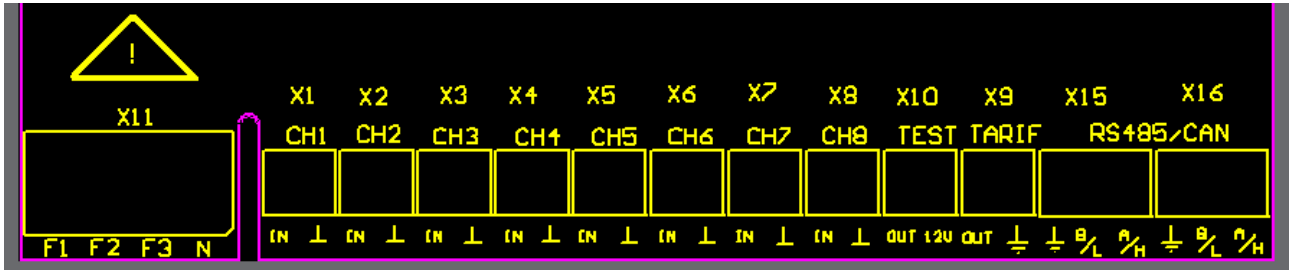 !
X1 X2 X3 X4 X5 X6 X7 X8 X10 X9 X15 X16
X11
CH1 CH2 CH3 CH4 CH5 CH6 CH7 CH8 TEST TARIF RS485/CAN
F1 F2 F3 N
IN ⊥ IN ⊥ IN ⊥ IN ⊥ IN ⊥ IN ⊥ IN ⊥ IN ⊥ OUT 12V OUT ⏚ ⏚ B/L A/H ⏚ B/L A/H